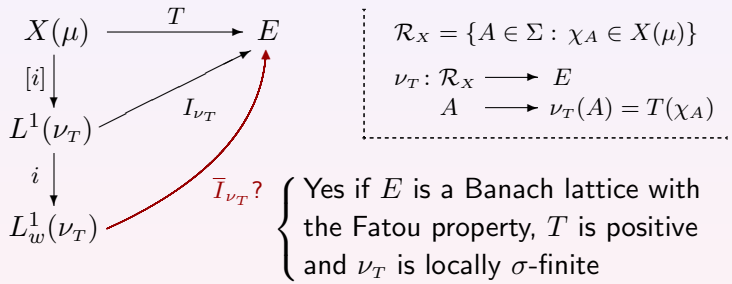 X(μ) T E
[i]
I_{ν_T}
L¹(ν_T)
i
L¹_w(ν_T)
Ī_{ν_T}?
R_X = {A ∈ Σ : χ_A ∈ X(μ)}
ν_T : R_X ⟶ E
A ⟶ ν_T(A) = T(χ_A)
Yes if E is a Banach lattice with
the Fatou property, T is positive
and ν_T is locally σ-finite